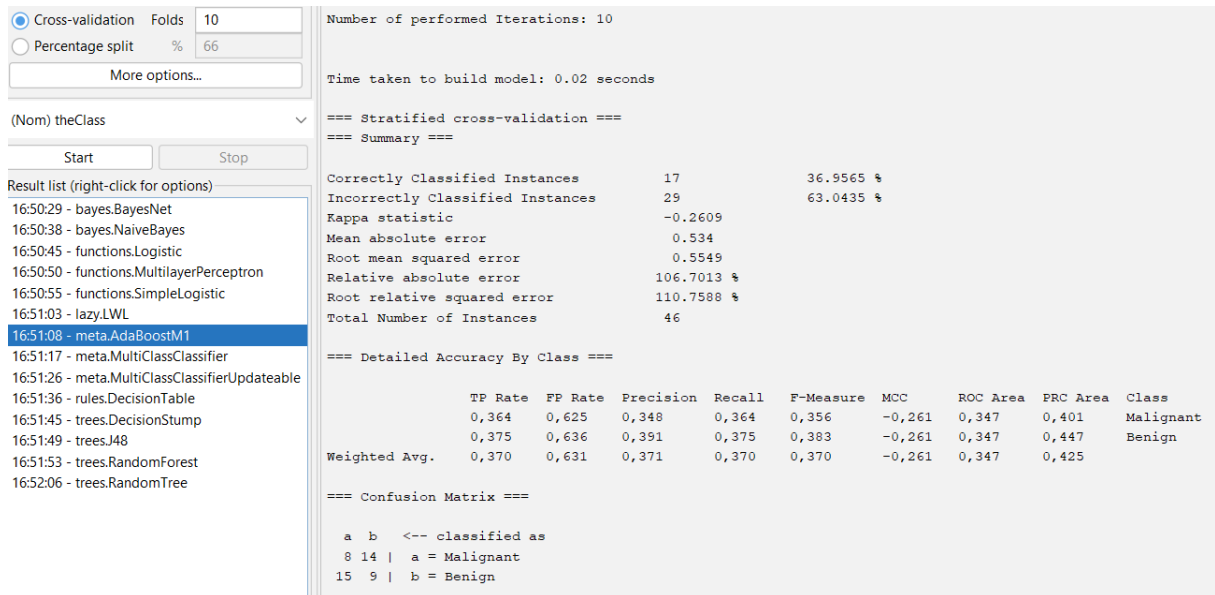 Cross-validation Folds 10
Percentage split % 66
More options...
(Nom) theClass
Start Stop
Result list (right-click for options)
16:50:29 - bayes.BayesNet
16:50:38 - bayes.NaiveBayes
16:50:45 - functions.Logistic
16:50:50 - functions.MultilayerPerceptron
16:50:55 - functions.SimpleLogistic
16:51:03 - lazy.LWL
16:51:08 - meta.AdaBoostM1
16:51:17 - meta.MultiClassClassifier
16:51:26 - meta.MultiClassClassifierUpdateable
16:51:36 - rules.DecisionTable
16:51:45 - trees.DecisionStump
16:51:49 - trees.J48
16:51:53 - trees.RandomForest
16:52:06 - trees.RandomTree
Number of performed Iterations: 10
Time taken to build model: 0.02 seconds
=== Stratified cross-validation ===
=== Summary ===
Correctly Classified Instances 17 36.9565 %
Incorrectly Classified Instances 29 63.0435 %
Kappa statistic -0.2609
Mean absolute error 0.534
Root mean squared error 0.5549
Relative absolute error 106.7013 %
Root relative squared error 110.7588 %
Total Number of Instances 46
=== Detailed Accuracy By Class ===
TP Rate FP Rate Precision Recall F-Measure MCC ROC Area PRC Area Class
0,364 0,625 0,348 0,364 0,356 -0,261 0,347 0,401 Malignant
0,375 0,636 0,391 0,375 0,383 -0,261 0,347 0,447 Benign
Weighted Avg. 0,370 0,631 0,371 0,370 0,370 -0,261 0,347 0,425
=== Confusion Matrix ===
a b <-- classified as
8 14 | a = Malignant
15 9 | b = Benign